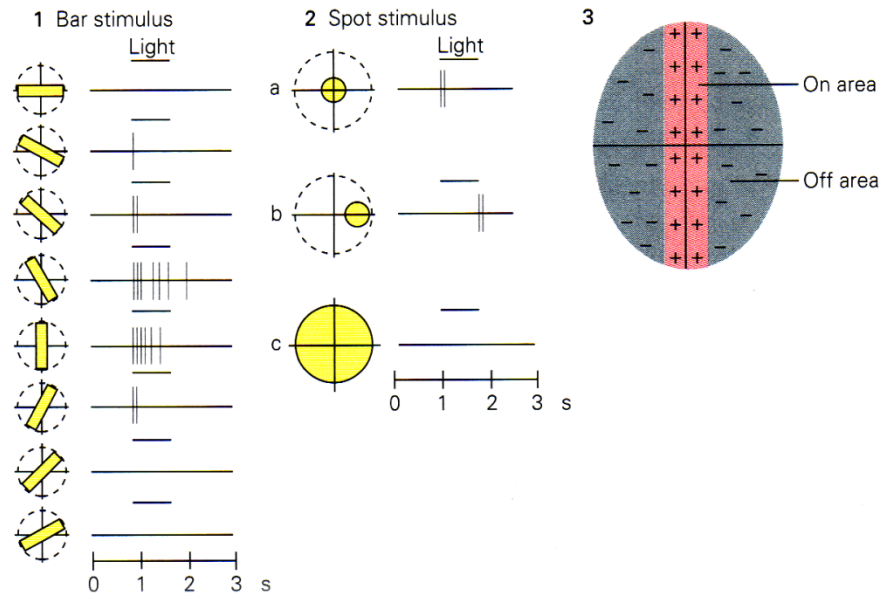 1 Bar stimulus
Light
0 1 2 3 s
2 Spot stimulus
Light
a
b
c
0 1 2 3 s
3
+ +
+ +
+ +
+ +
+ +
+ +
+ +
+ +
On area
Off area